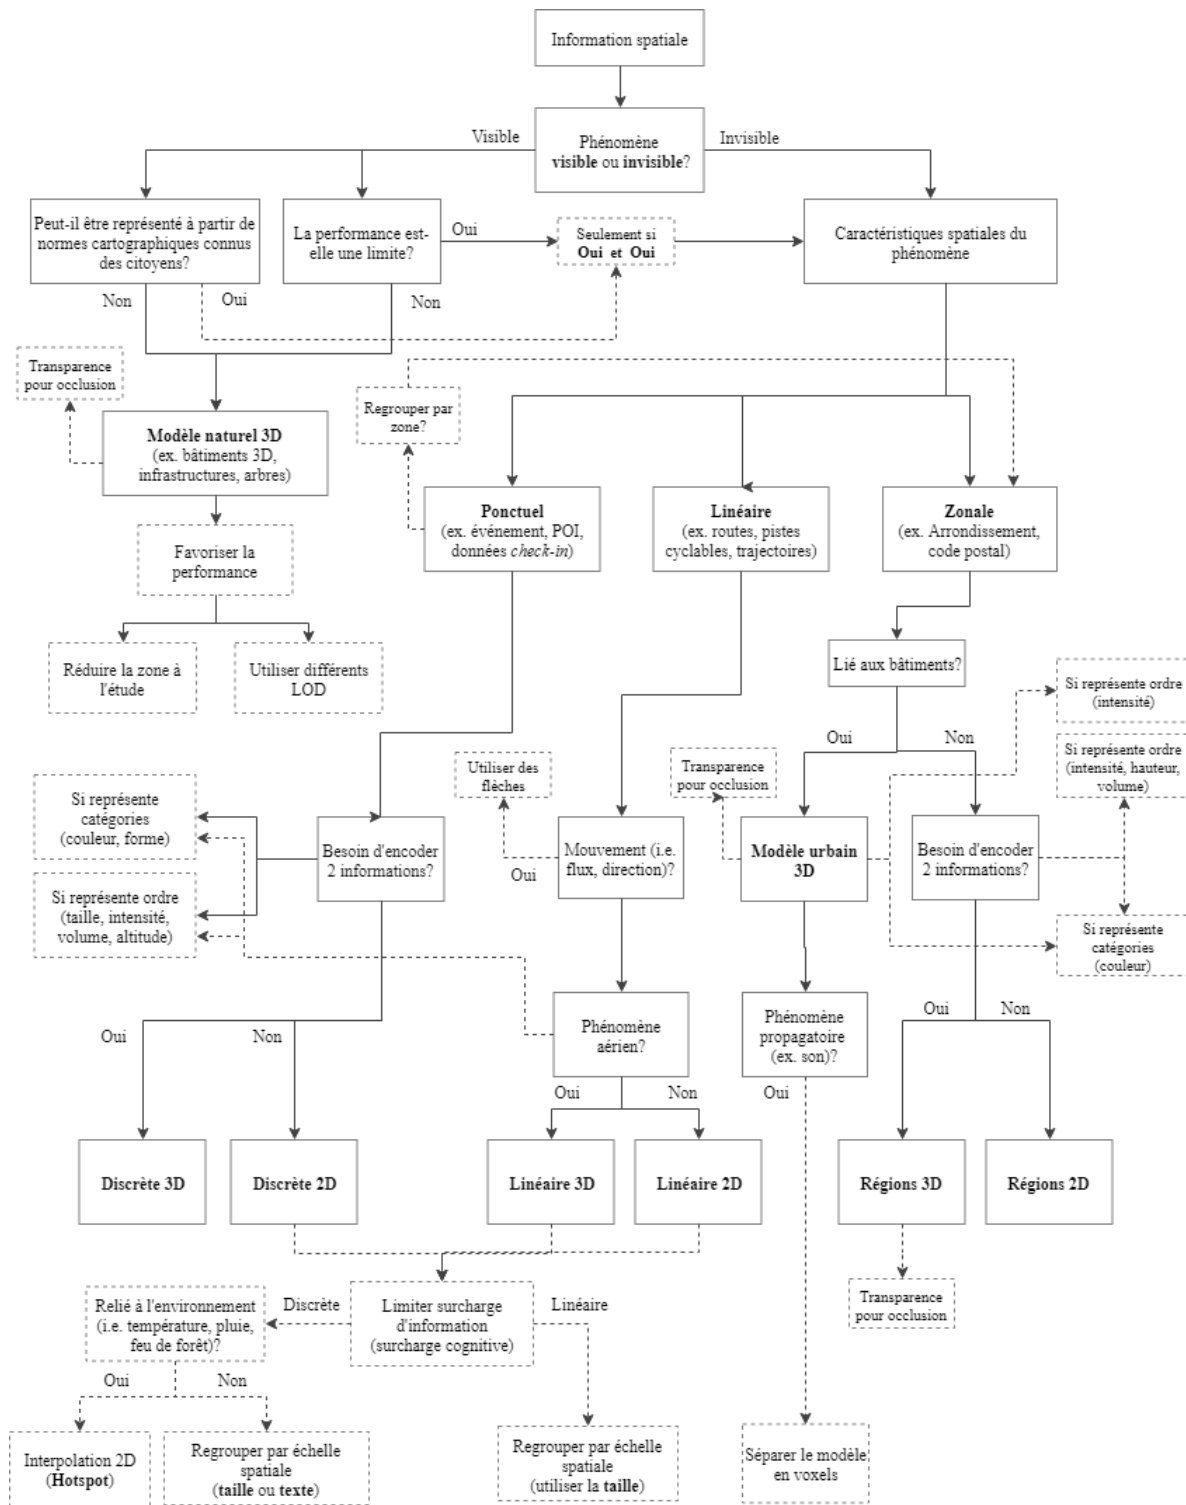 Information spatiale
Visible
Phénomène
visible ou invisible?
Invisible
Peut-il être représenté à partir de
normes cartographiques connus
des citoyens?
La performance est-
elle une limite?
Oui
Seulement si
Oui et Oui
Caractéristiques spatiales du
phénomène
Non
Oui
Non
Transparence
pour occlusion
Regrouper par
zone?
Modèle naturel 3D
(ex. bâtiments 3D,
infrastructures, arbres)
Ponctuel
(ex. événement, POI,
données check-in)
Linéaire
(ex. routes, pistes
cyclables, trajectoires)
Zonale
(ex. Arrondissement,
code postal)
Favoriser la
performance
Réduire la zone à
l'étude
Utiliser différents
LOD
Lié aux bâtiments?
Si représente ordre
(intensité)
Oui
Non
Utiliser des
flèches
Transparence
pour occlusion
Si représente ordre
(intensité, hauteur,
volume)
Si représente
catégories
(couleur, forme)
Besoin d'encoder
2 informations?
Mouvement (i.e.
flux, direction)?
Oui
Modèle urbain
3D
Besoin d'encoder
2 informations?
Si représente ordre
(taille, intensité,
volume, altitude)
Si représente
catégories
(couleur)
Oui
Non
Phénomène
aérien?
Phénomène
propagatoire
(ex. son)?
Oui
Non
Oui
Non
Oui
Discrète 3D
Discrète 2D
Linéaire 3D
Linéaire 2D
Régions 3D
Régions 2D
Relié à l'environnement
(i.e. température, pluie,
feu de forêt)?
Discrète
Limiter surcharge
d'information
(surcharge cognitive)
Linéaire
Transparence
pour occlusion
Oui
Non
Interpolation 2D
(Hotspot)
Regrouper par échelle
spatiale
(taille ou texte)
Regrouper par échelle
spatiale
(utiliser la taille)
Séparer le modèle
en voxels